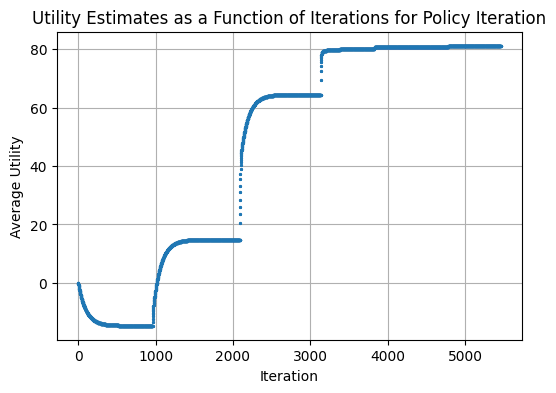 Utility Estimates as a Function of Iterations for Policy Iteration
Average Utility
80
60
40
20
0
0 1000 2000 3000 4000 5000
Iteration